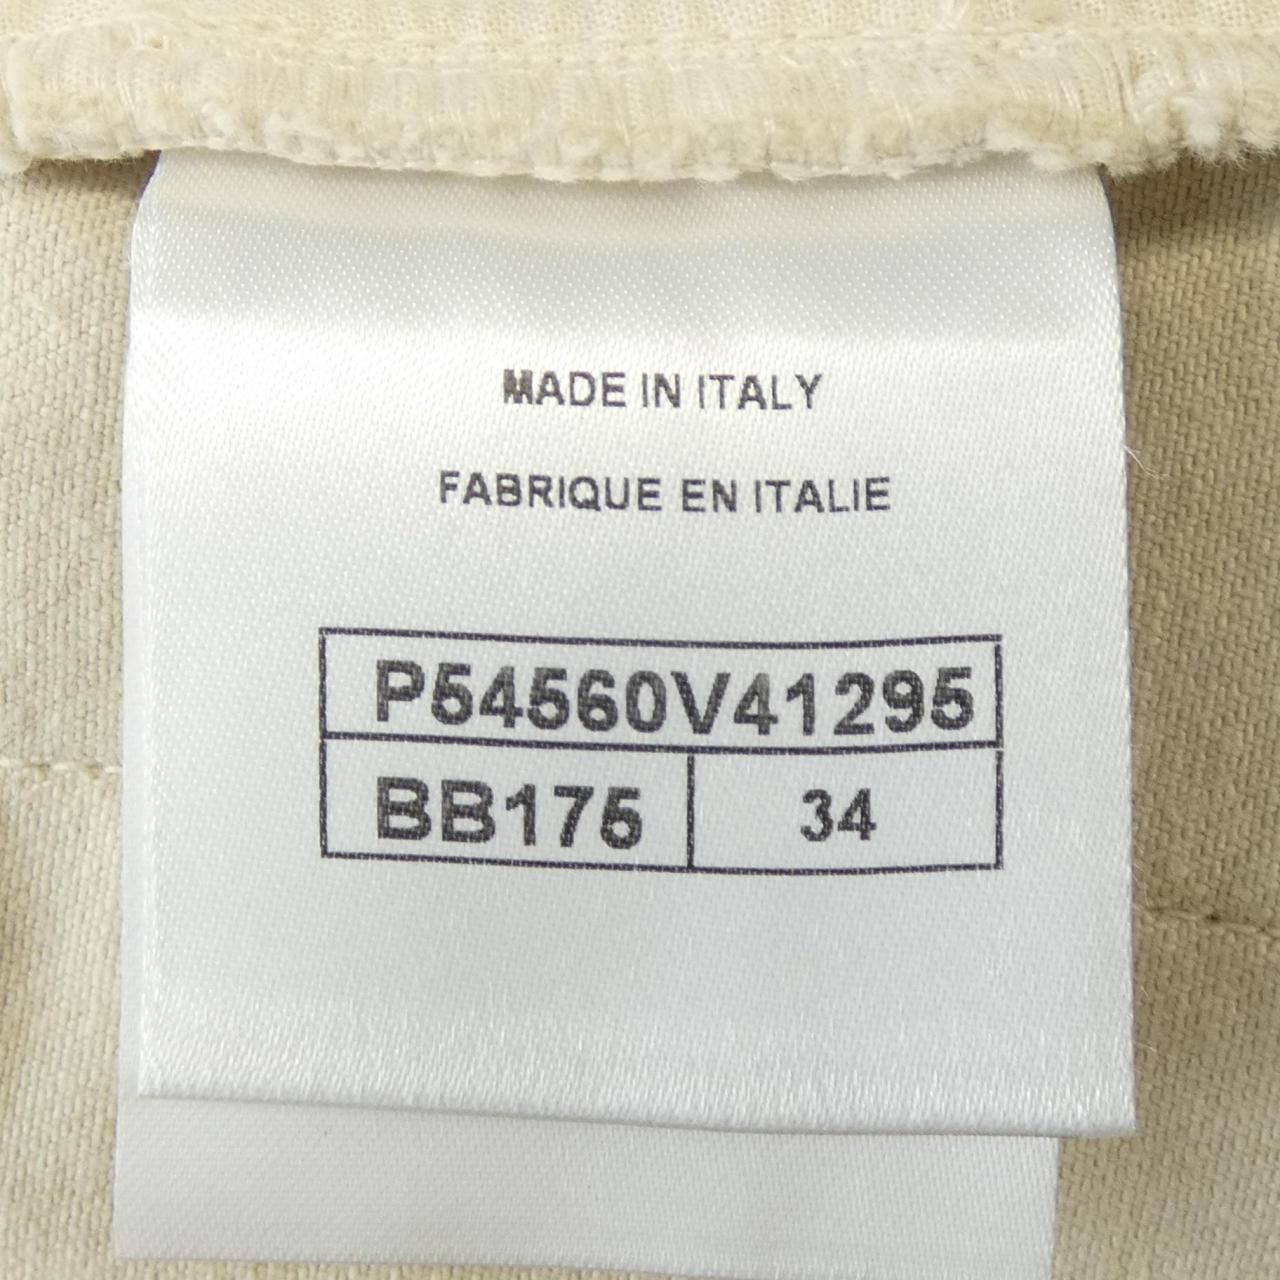 MADE IN ITALY
FABRIQUE EN ITALIE
P54560V41295
BB175 34